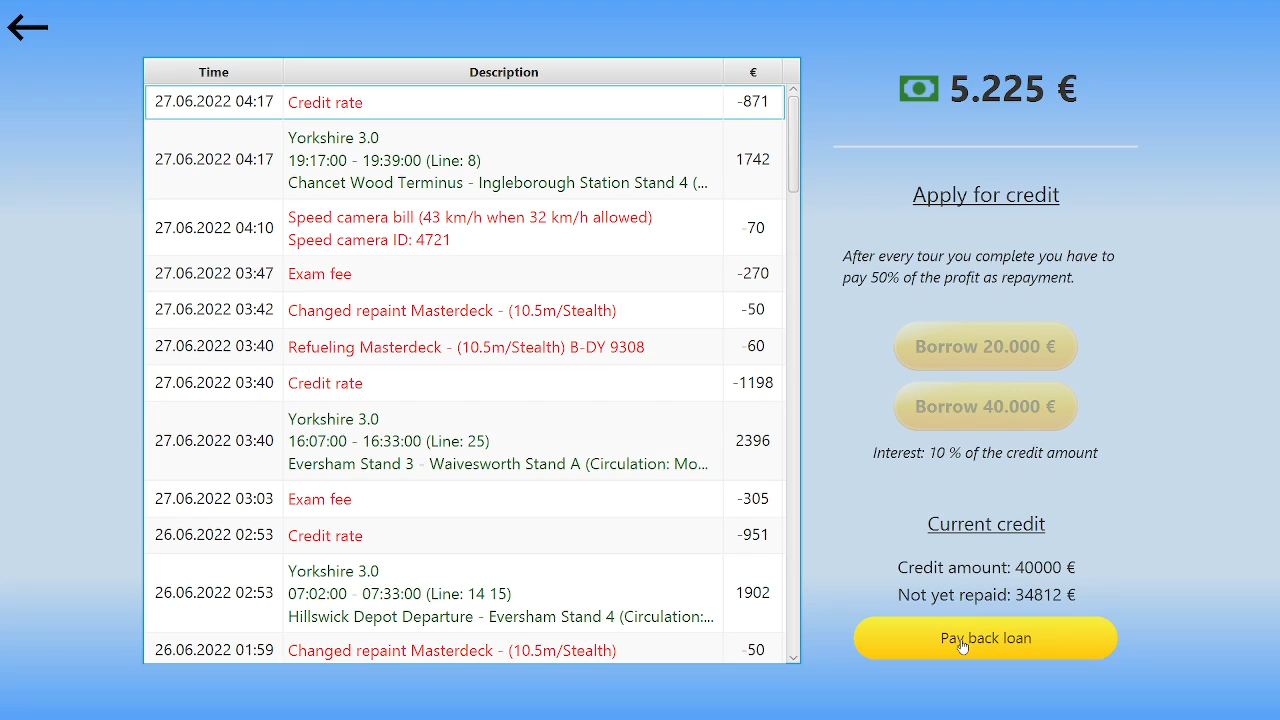 Time Description €
27.06.2022 04:17 Credit rate -871
Yorkshire 3.0
27.06.2022 04:17 19:17:00 - 19:39:00 (Line: 8) 1742
Chancet Wood Terminus - Ingleborough Station Stand 4 (...
Speed camera bill (43 km/h when 32 km/h allowed)
27.06.2022 04:10 -70
Speed camera ID: 4721
27.06.2022 03:47 Exam fee -270
27.06.2022 03:42 Changed repaint Masterdeck - (10.5m/Stealth) -50
27.06.2022 03:40 Refueling Masterdeck - (10.5m/Stealth) B-DY 9308 -60
27.06.2022 03:40 Credit rate -1198
Yorkshire 3.0
27.06.2022 03:40 16:07:00 - 16:33:00 (Line: 25) 2396
Eversham Stand 3 - Waivesworth Stand A (Circulation: Mo...
27.06.2022 03:03 Exam fee -305
26.06.2022 02:53 Credit rate -951
Yorkshire 3.0
26.06.2022 02:53 07:02:00 - 07:33:00 (Line: 14 15) 1902
Hillswick Depot Departure - Eversham Stand 4 (Circulation:...
26.06.2022 01:59 Changed repaint Masterdeck - (10.5m/Stealth) -50
5.225 €
Apply for credit
After every tour you complete you have to
pay 50% of the profit as repayment.
Borrow 20.000 €
Borrow 40.000 €
Interest: 10 % of the credit amount
Current credit
Credit amount: 40000 €
Not yet repaid: 34812 €
Pay back loan